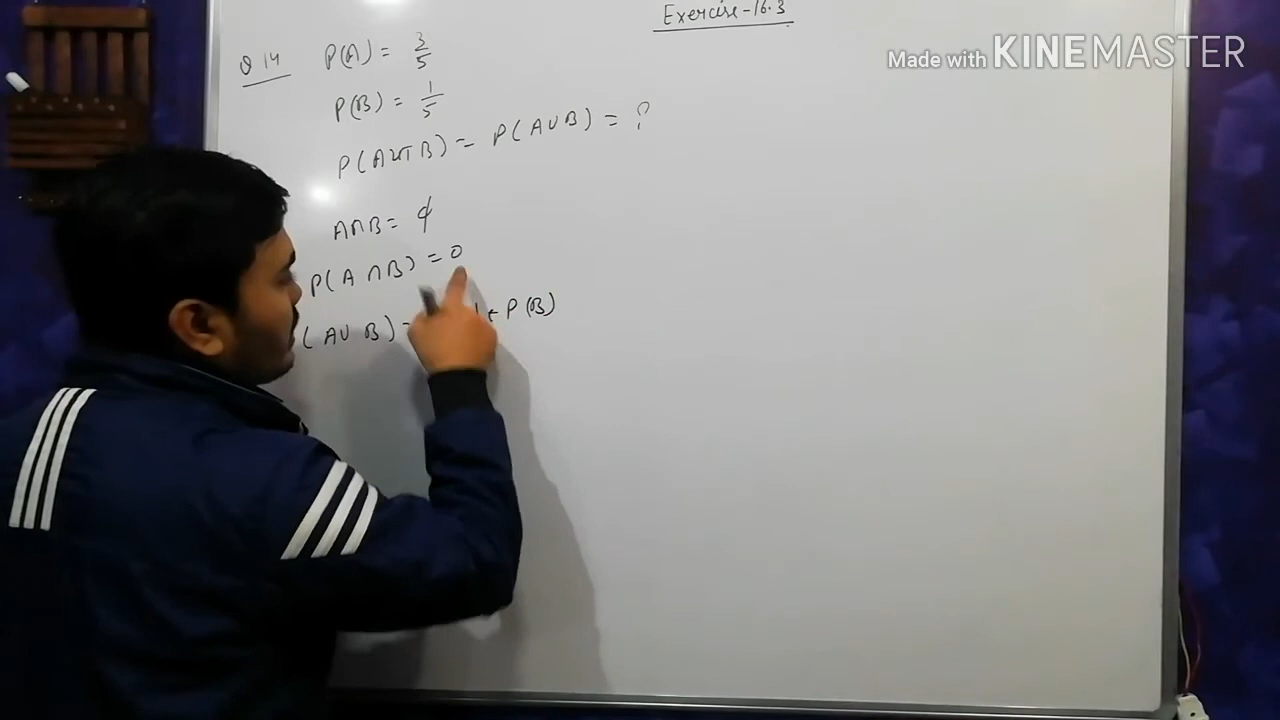 Exercise-16.3
Made with KINEMASTER
Q 14 P(A) = 3/5
P(B) = 1/5
P(A or B) = P(A∪B) = ?
A∩B = ϕ
P(A∩B) = 0
(A∪B) = + P(B)